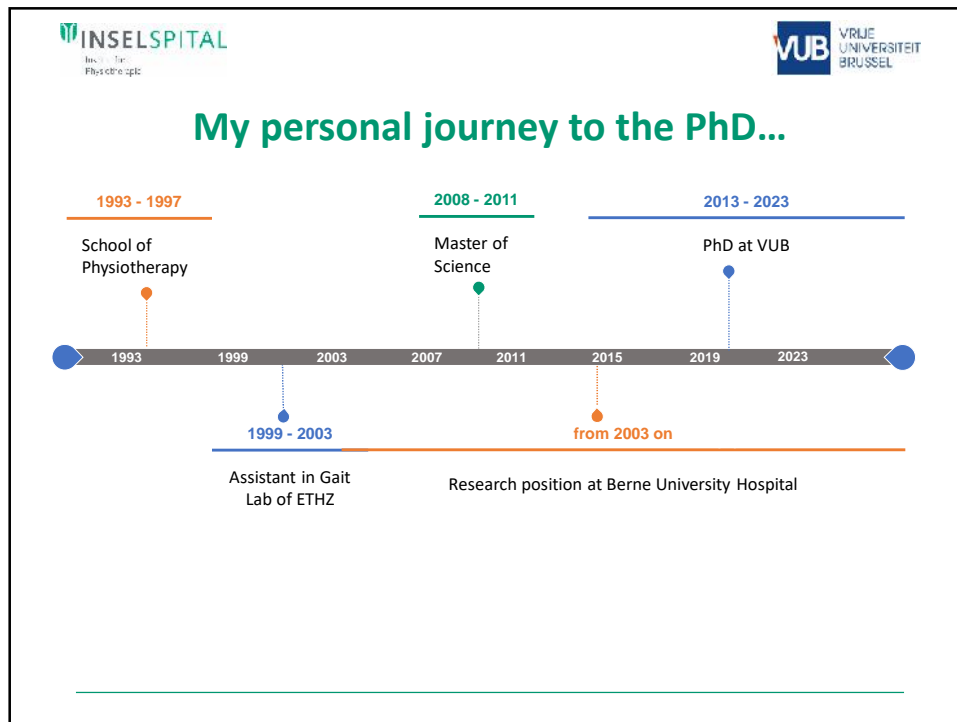 INSELSPITAL
Physiotherapie
VUB
VRIJE
UNIVERSITEIT
BRUSSEL
My personal journey to the PhD…
1993 - 1997
2008 - 2011
2013 - 2023
School of
Physiotherapy
Master of
Science
PhD at VUB
1993 1999 2003 2007 2011 2015 2019 2023
1999 - 2003
from 2003 on
Assistant in Gait
Lab of ETHZ
Research position at Berne University Hospital